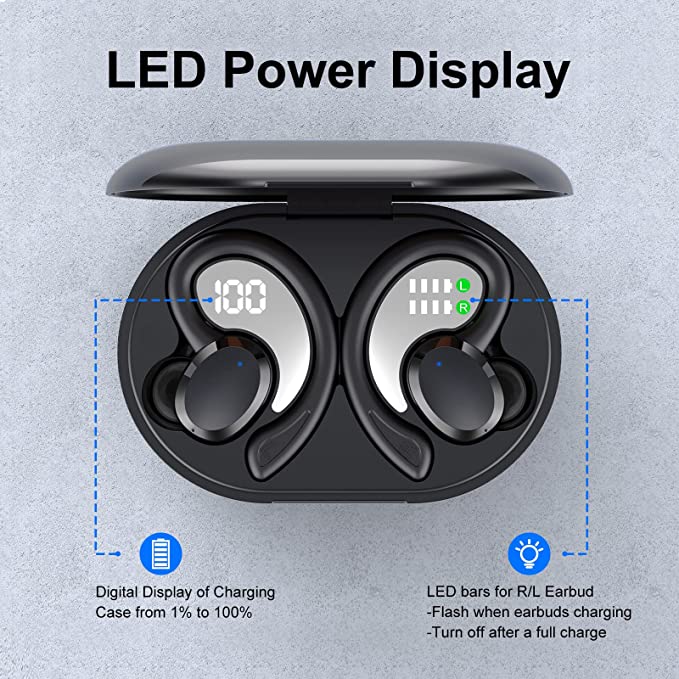 LED Power Display
100
L
R
Digital Display of Charging
Case from 1% to 100%
LED bars for R/L Earbud
-Flash when earbuds charging
-Turn off after a full charge